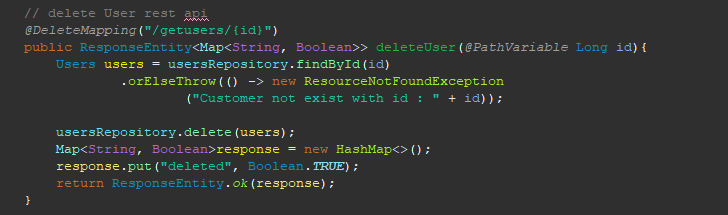 // delete User rest api
@DeleteMapping("/getusers/{id}")
public ResponseEntity<Map<String, Boolean>> deleteUser(@PathVariable Long id){
Users users = usersRepository.findById(id)
.orElseThrow(() -> new ResourceNotFoundException
("Customer not exist with id : " + id));
usersRepository.delete(users);
Map<String, Boolean>response = new HashMap<>();
response.put("deleted", Boolean.TRUE);
return ResponseEntity.ok(response);
}